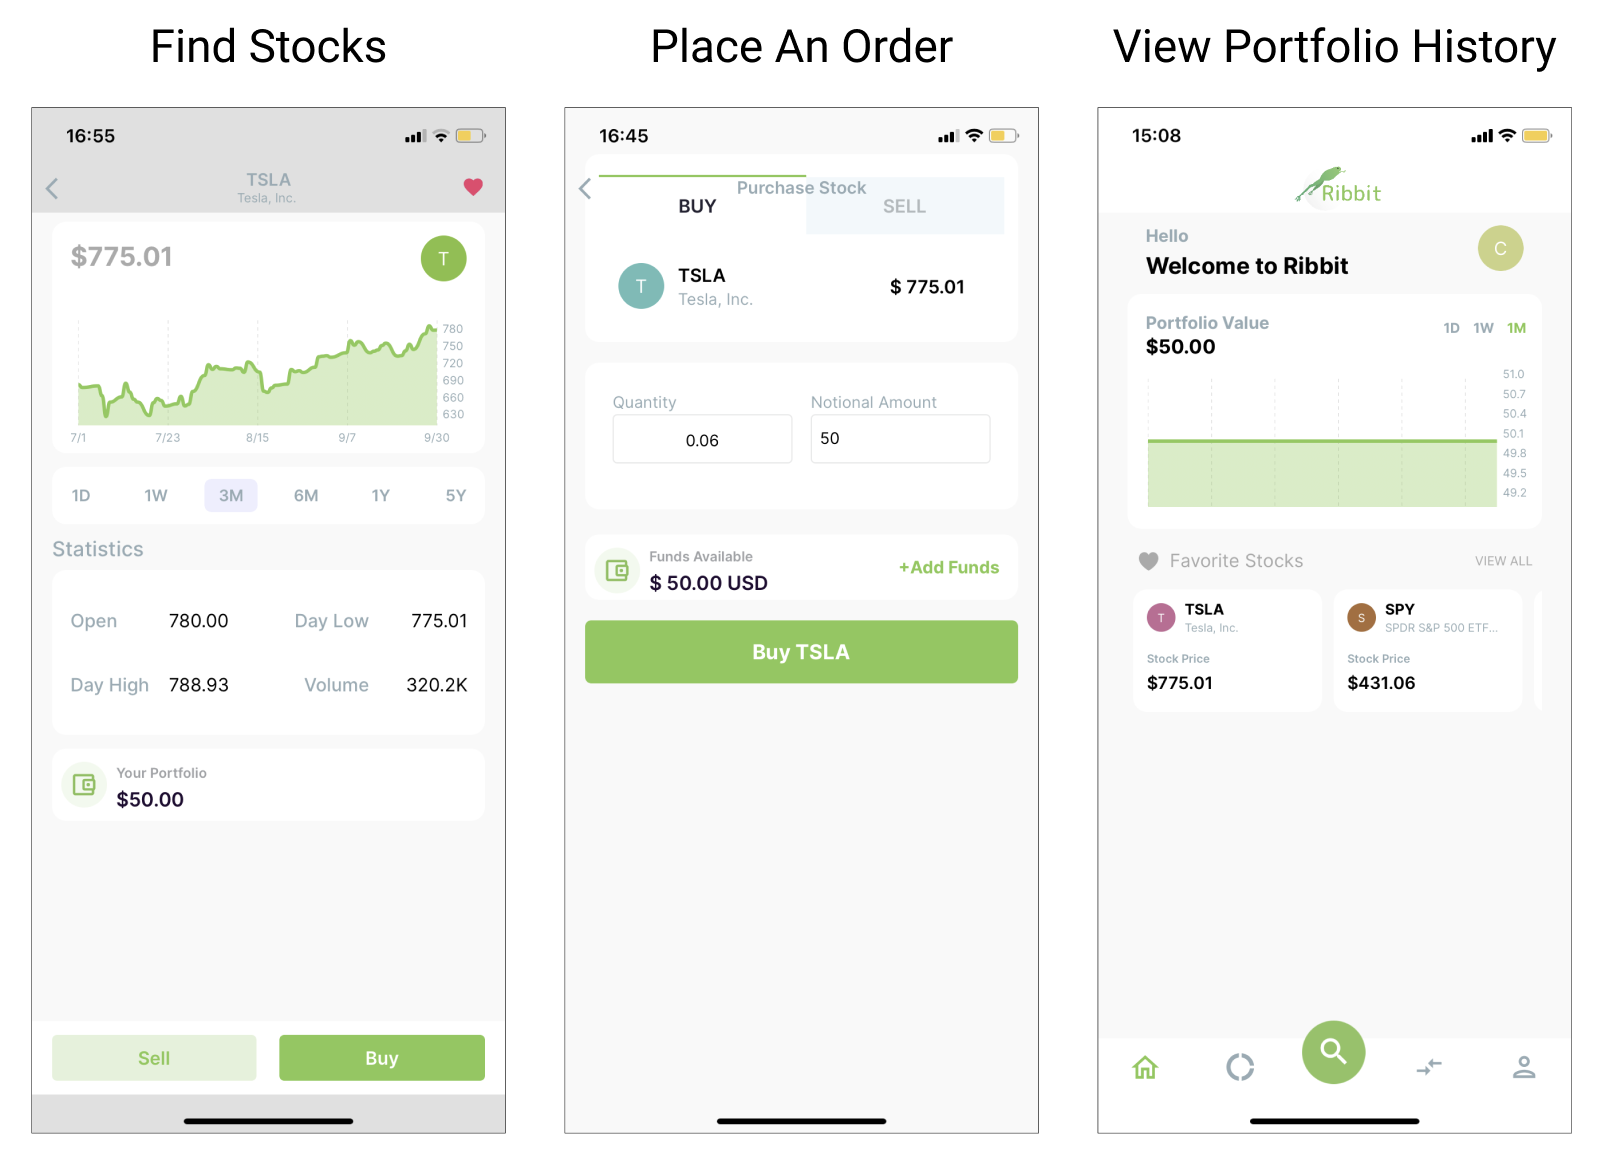 Find Stocks
Place An Order
View Portfolio History
16:55
TSLA
Tesla, Inc.
$775.01
T
780
750
720
690
660
630
7/1 7/23 8/15 9/7 9/30
1D 1W 3M 6M 1Y 5Y
Statistics
Open 780.00 Day Low 775.01
Day High 788.93 Volume 320.2K
Your Portfolio
$50.00
Sell Buy
16:45
Purchase Stock
BUY SELL
T
TSLA
Tesla, Inc.
$ 775.01
Quantity Notional Amount
0.06 50
Funds Available
$ 50.00 USD
+Add Funds
Buy TSLA
15:08
Ribbit
Hello
Welcome to Ribbit
C
Portfolio Value
$50.00
1D 1W 1M
51.0
50.7
50.4
50.1
49.8
49.5
49.2
Favorite Stocks VIEW ALL
T
TSLA
Tesla, Inc.
Stock Price
$775.01
S
SPY
SPDR S&P 500 ETF...
Stock Price
$431.06